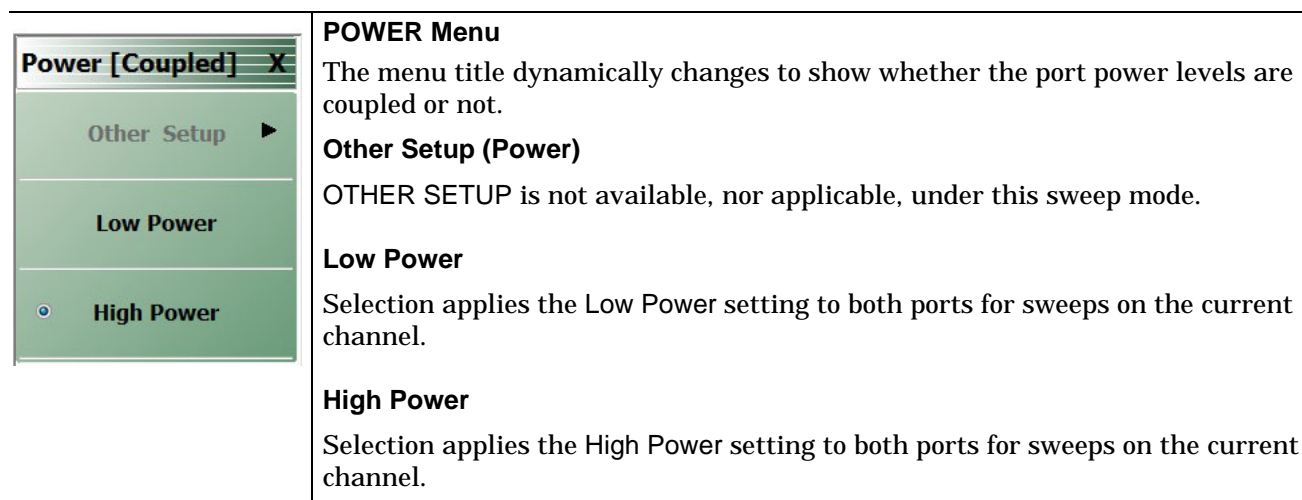 Power [Coupled] X
Other Setup
Low Power
High Power
POWER Menu
The menu title dynamically changes to show whether the port power levels are
coupled or not.
Other Setup (Power)
OTHER SETUP is not available, nor applicable, under this sweep mode.
Low Power
Selection applies the Low Power setting to both ports for sweeps on the current
channel.
High Power
Selection applies the High Power setting to both ports for sweeps on the current
channel.